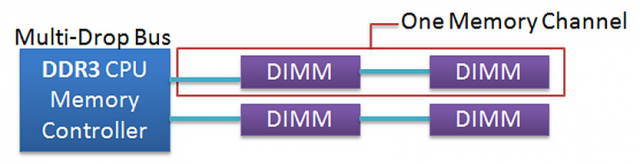 One Memory Channel
Multi-Drop Bus
DDR3 CPU
Memory
Controller
DIMM DIMM
DIMM DIMM